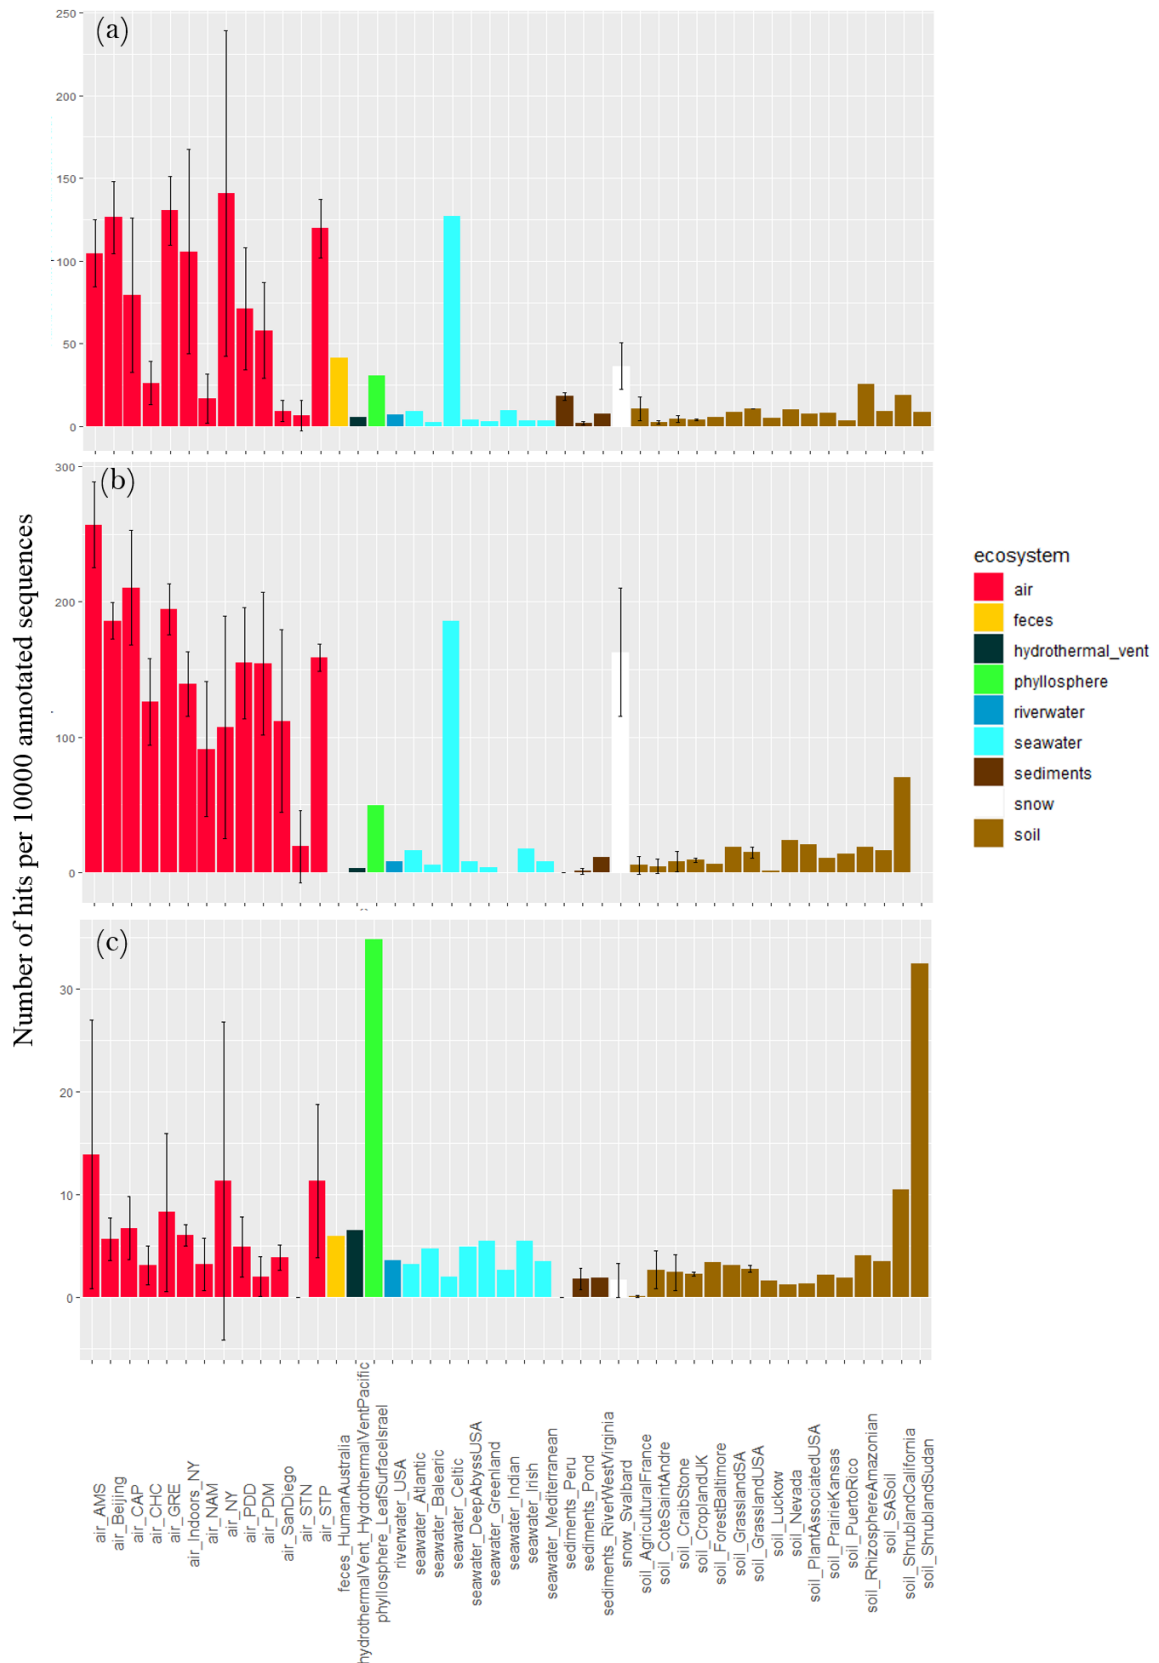 (a)
250
200
150
100
50
0
(b)
300
200
100
0
(c)
30
20
10
0
Number of hits per 10000 annotated sequences
ecosystem
air
feces
hydrothermal_vent
phyllosphere
riverwater
seawater
sediments
snow
soil
air_AMS
air_Beijing
air_CAP
air_CHC
air_GRE
air_Indoors_NY
air_NAM
air_NY
air_PDD
air_PDM
air_SanDiego
air_STN
air_STP
feces_HumanAustralia
hydrothermalVent_HydrothermalVentPacific
phyllosphere_LeafSurfaceIsrael
riverwater_USA
seawater_Atlantic
seawater_Balearic
seawater_Celtic
seawater_DeepAbyssUSA
seawater_Greenland
seawater_Indian
seawater_Irish
seawater_Mediterranean
sediments_Peru
sediments_Pond
sediments_RiverWestVirginia
snow_Svalbard
soil_AgriculturalFrance
soil_CoteSaintAndre
soil_CraibStone
soil_CroplandUK
soil_ForestBaltimore
soil_GrasslandSA
soil_GrasslandUSA
soil_Luckow
soil_Nevada
soil_PlantAssociatedUSA
soil_PrairieKansas
soil_PuertoRico
soil_RhizosphereAmazonian
soil_SASoil
soil_ShrublandCalifornia
soil_ShrublandSudan